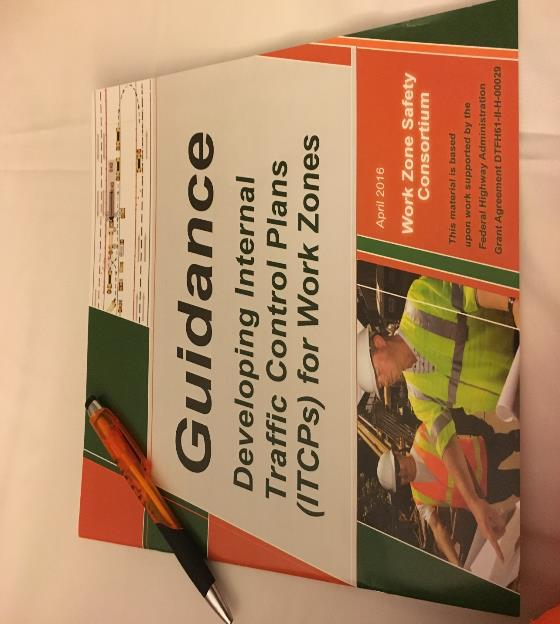 Guidance
Developing Internal
Traffic Control Plans
(ITCPs) for Work Zones
April 2016
Work Zone Safety
Consortium
This material is based
upon work supported by the
Federal Highway Administration
Grant Agreement DTFH61-II-H-00029